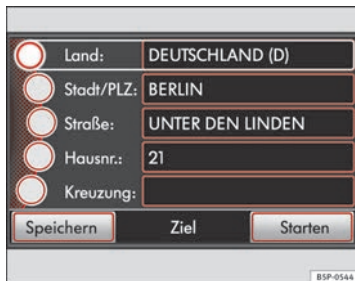 Land: DEUTSCHLAND (D)
Stadt/PLZ: BERLIN
Straße: UNTER DEN LINDEN
Hausnr.: 21
Kreuzung:
Speichern Ziel Starten
B5P-0544